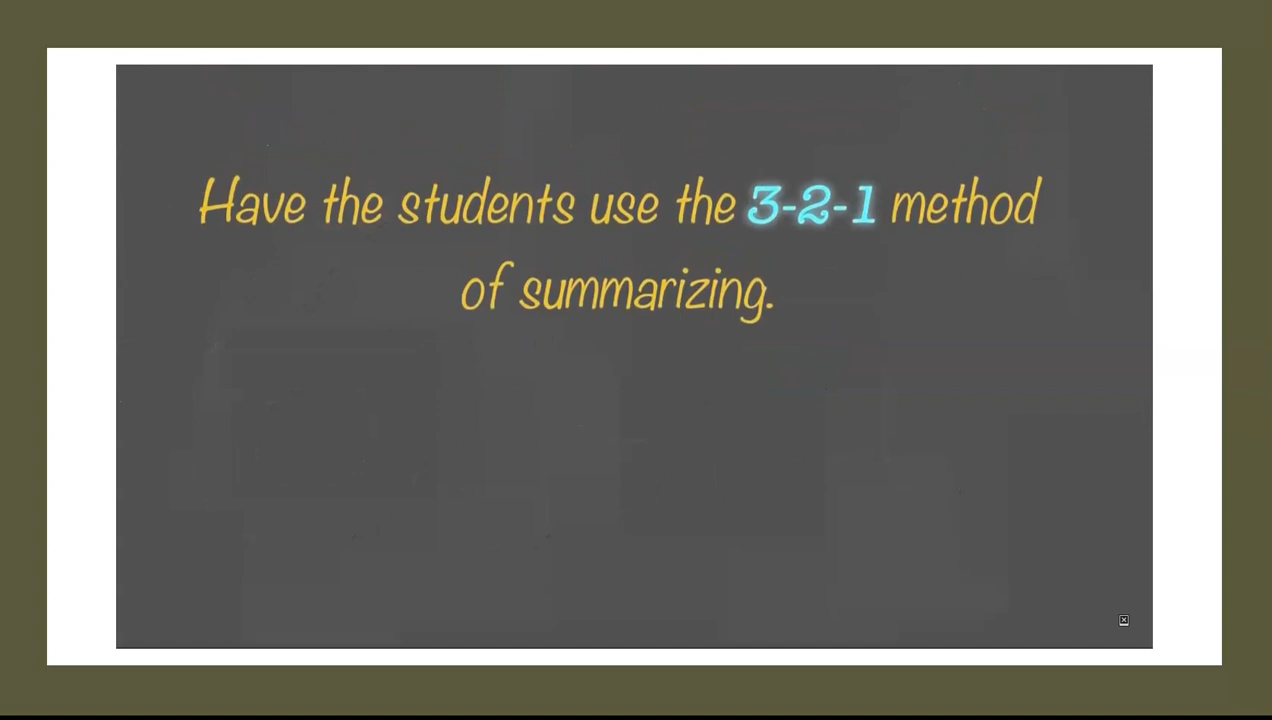 Have the students use the 3-2-1 method
of summarizing.